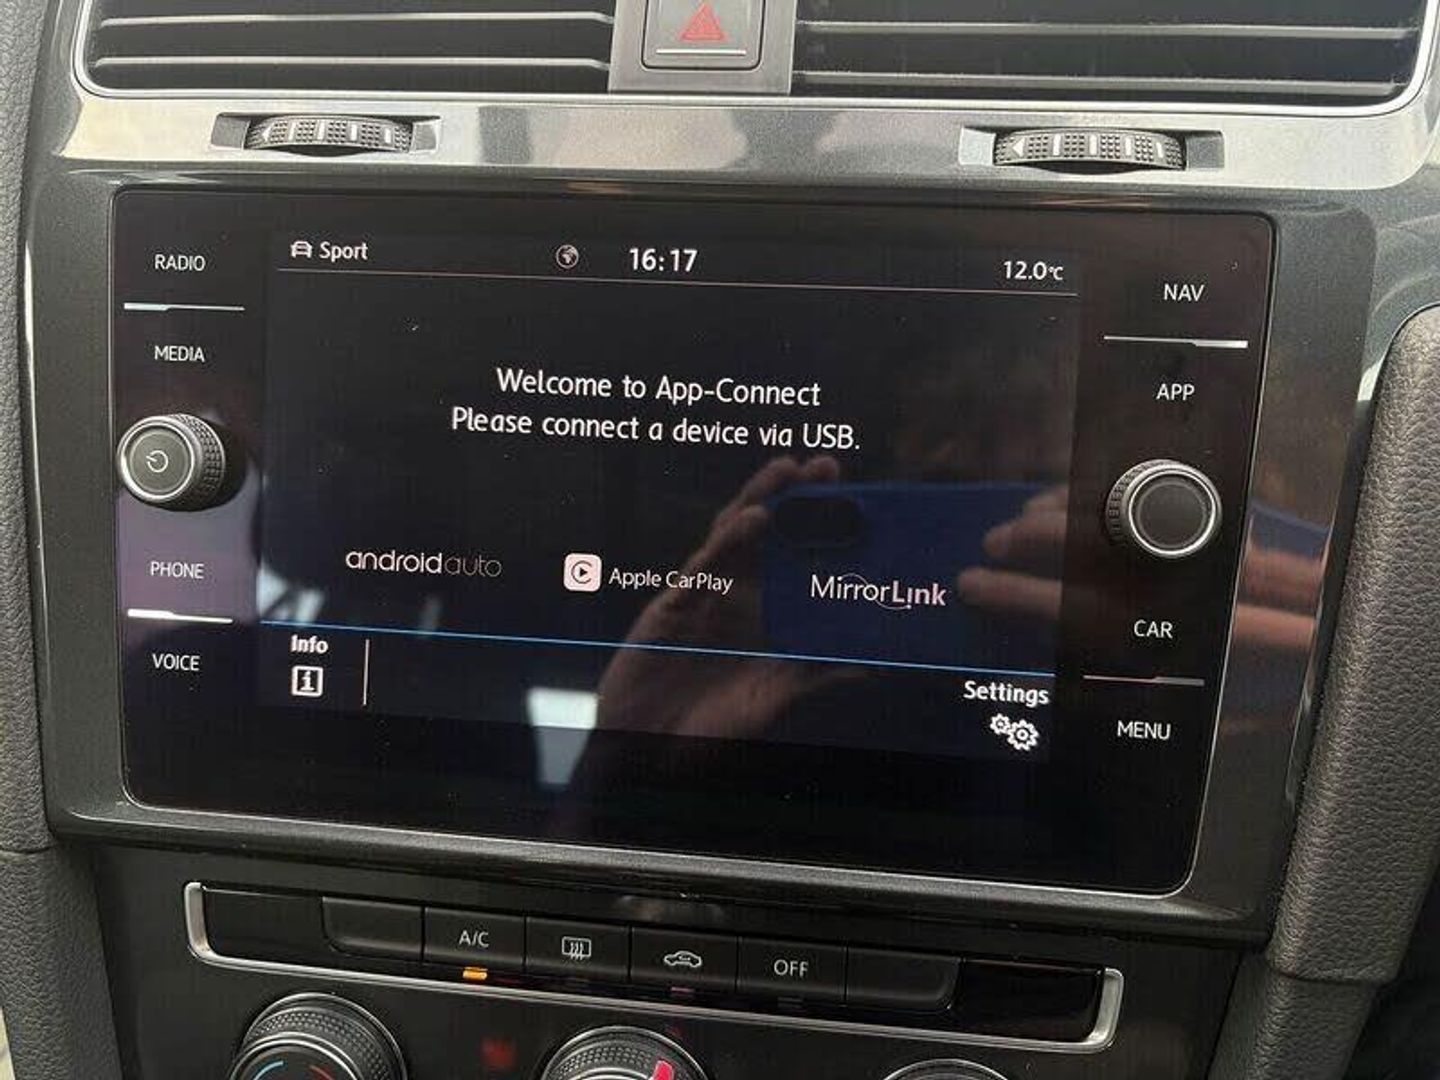 RADIO
MEDIA
PHONE
VOICE
Sport
16:17
12.0°C
Welcome to App-Connect
Please connect a device via USB.
androidauto
Apple CarPlay
MirrorLink
Info
i
Settings
NAV
APP
CAR
MENU
A/C
OFF